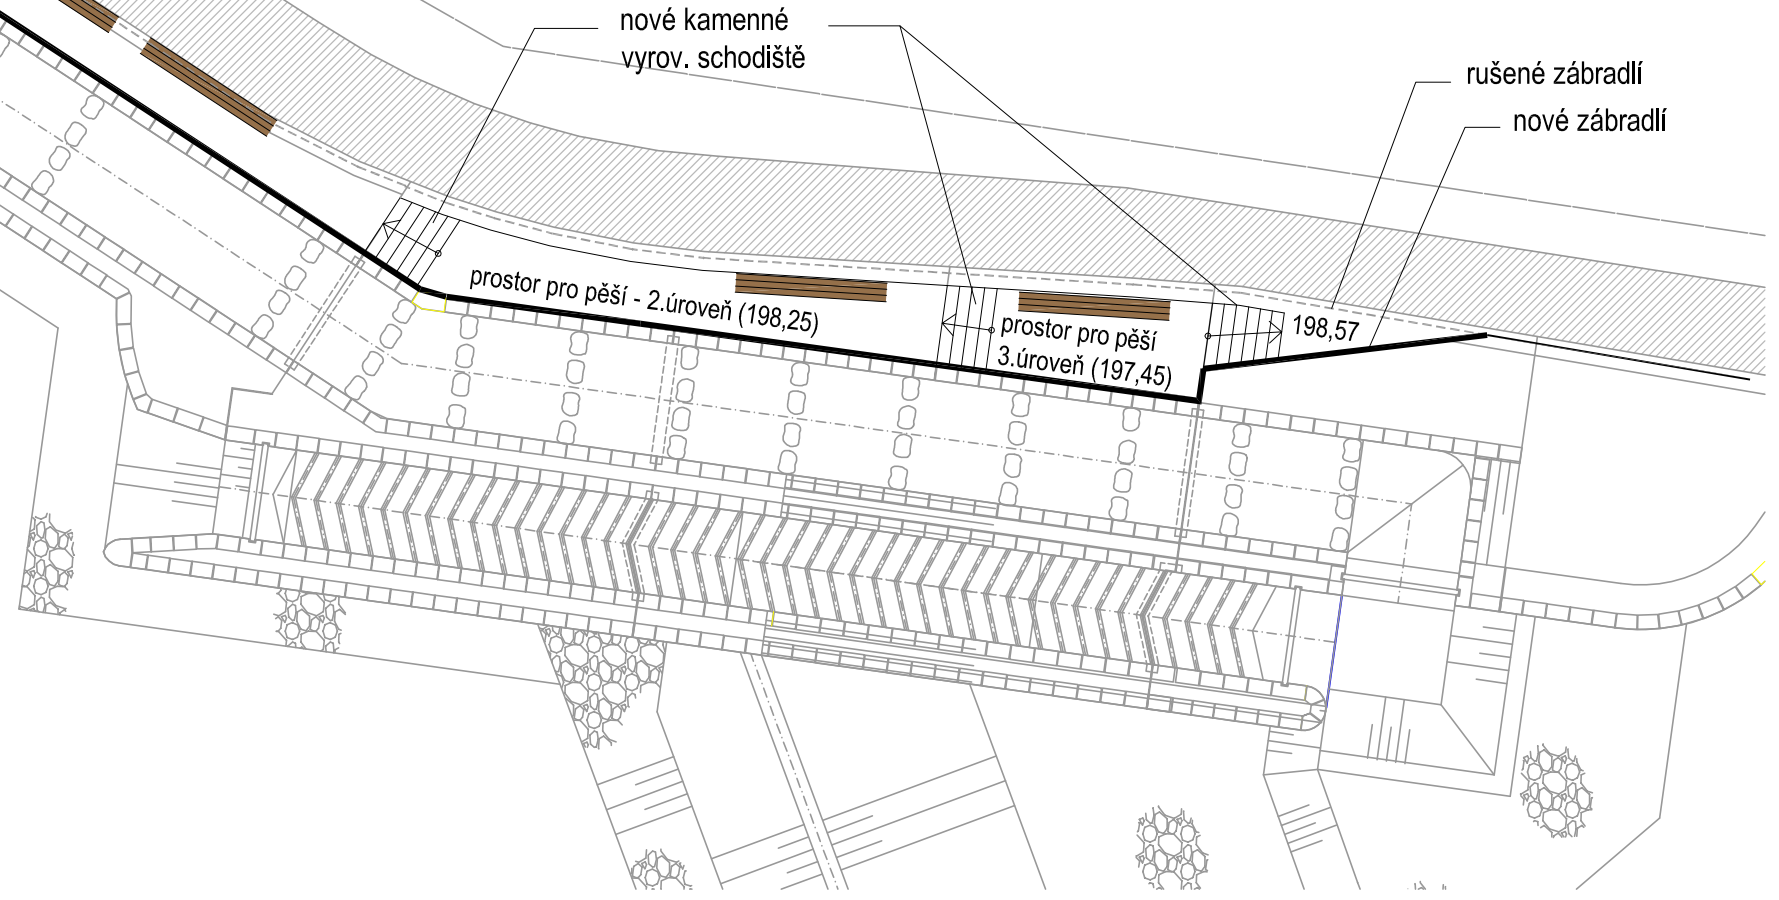 nové kamenné
vyrov. schodiště
rušené zábradlí
nové zábradlí
prostor pro pěší - 2.úroveň (198,25)
prostor pro pěší
3.úroveň (197,45)
198,57